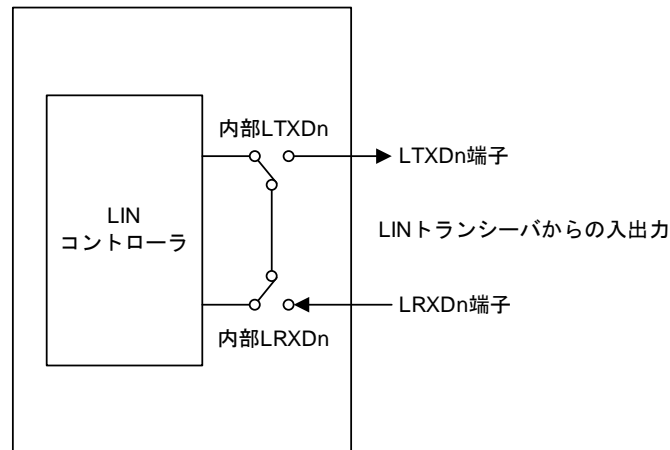 内部LTXDn
LTXDn端子
LIN
コントローラ
LINトランシーバからの入出力
LRXDn端子
内部LRXDn